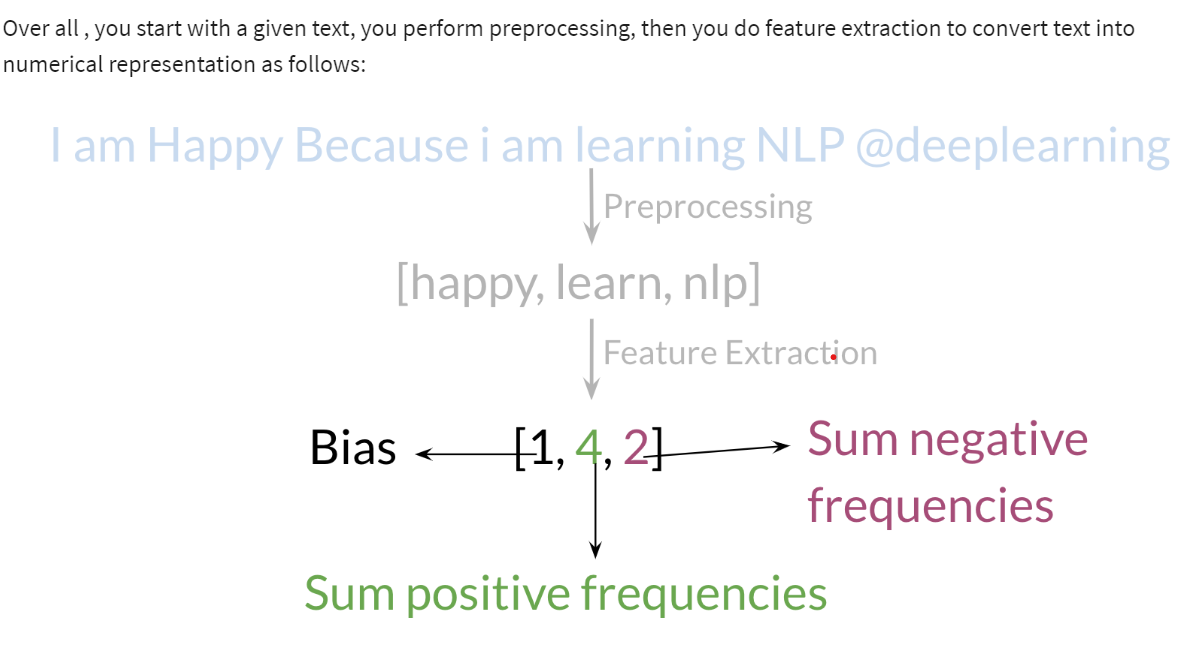 Over all , you start with a given text, you perform preprocessing, then you do feature extraction to convert text into
numerical representation as follows:
I am Happy Because i am learning NLP @deeplearning
Preprocessing
[happy, learn, nlp]
Feature Extraction
Bias [1, 4, 2] Sum negative
frequencies
Sum positive frequencies